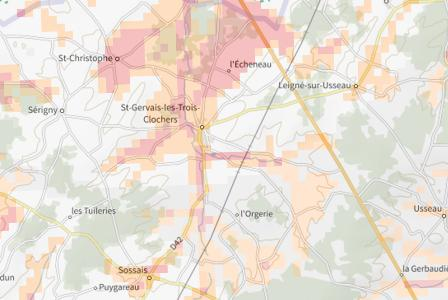 St-Christophe
l'Écheneau
Leigné-sur-Usseau
St-Gervais-les-Trois-
Clochers
Sérigny
les Tuileries
l'Orgerie
Usseau
D42
Sossais
la Gerbaudiè
dun
Puygareau